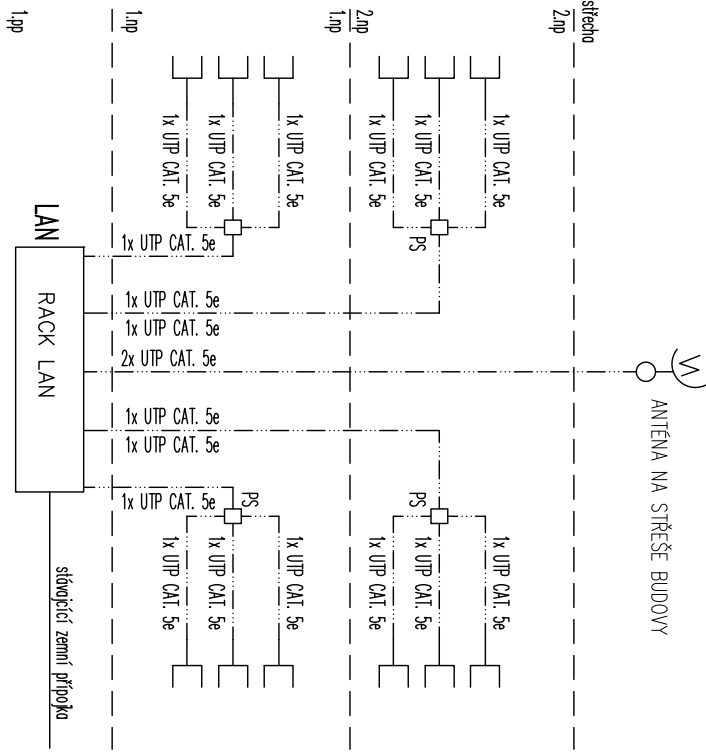 střecha
2.np
2.np
1.np
1.np
1.pp
ANTÉNA NA STŘEŠE BUDOVY
1x UTP CAT. 5e
1x UTP CAT. 5e
1x UTP CAT. 5e
PS
1x UTP CAT. 5e
1x UTP CAT. 5e
1x UTP CAT. 5e
PS
1x UTP CAT. 5e
1x UTP CAT. 5e
1x UTP CAT. 5e
1x UTP CAT. 5e
1x UTP CAT. 5e
1x UTP CAT. 5e
PS
1x UTP CAT. 5e
1x UTP CAT. 5e
1x UTP CAT. 5e
2x UTP CAT. 5e
1x UTP CAT. 5e
1x UTP CAT. 5e
1x UTP CAT. 5e
LAN
RACK LAN
stávající zemní přípojka